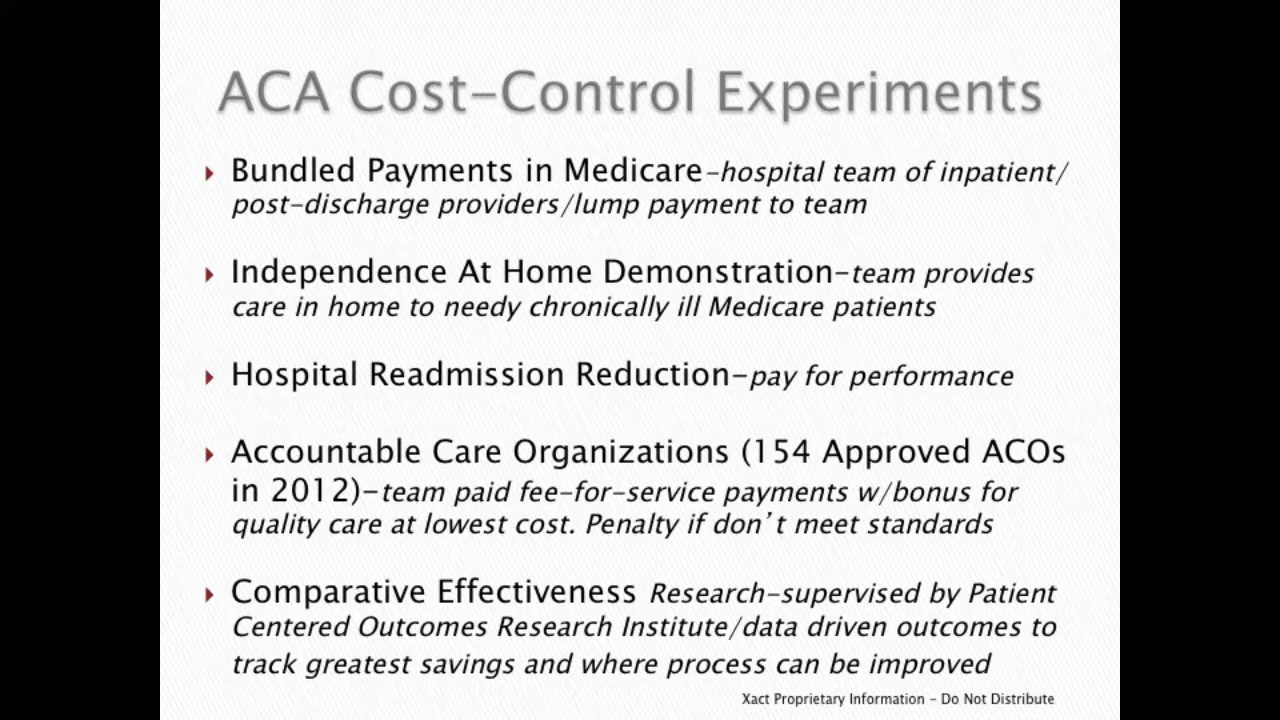 ACA Cost-Control Experiments
Bundled Payments in Medicare-hospital team of inpatient/
post-discharge providers/lump payment to team
Independence At Home Demonstration-team provides
care in home to needy chronically ill Medicare patients
Hospital Readmission Reduction-pay for performance
Accountable Care Organizations (154 Approved ACOs
in 2012)-team paid fee-for-service payments w/bonus for
quality care at lowest cost. Penalty if don't meet standards
Comparative Effectiveness Research-supervised by Patient
Centered Outcomes Research Institute/data driven outcomes to
track greatest savings and where process can be improved
Xact Proprietary Information - Do Not Distribute